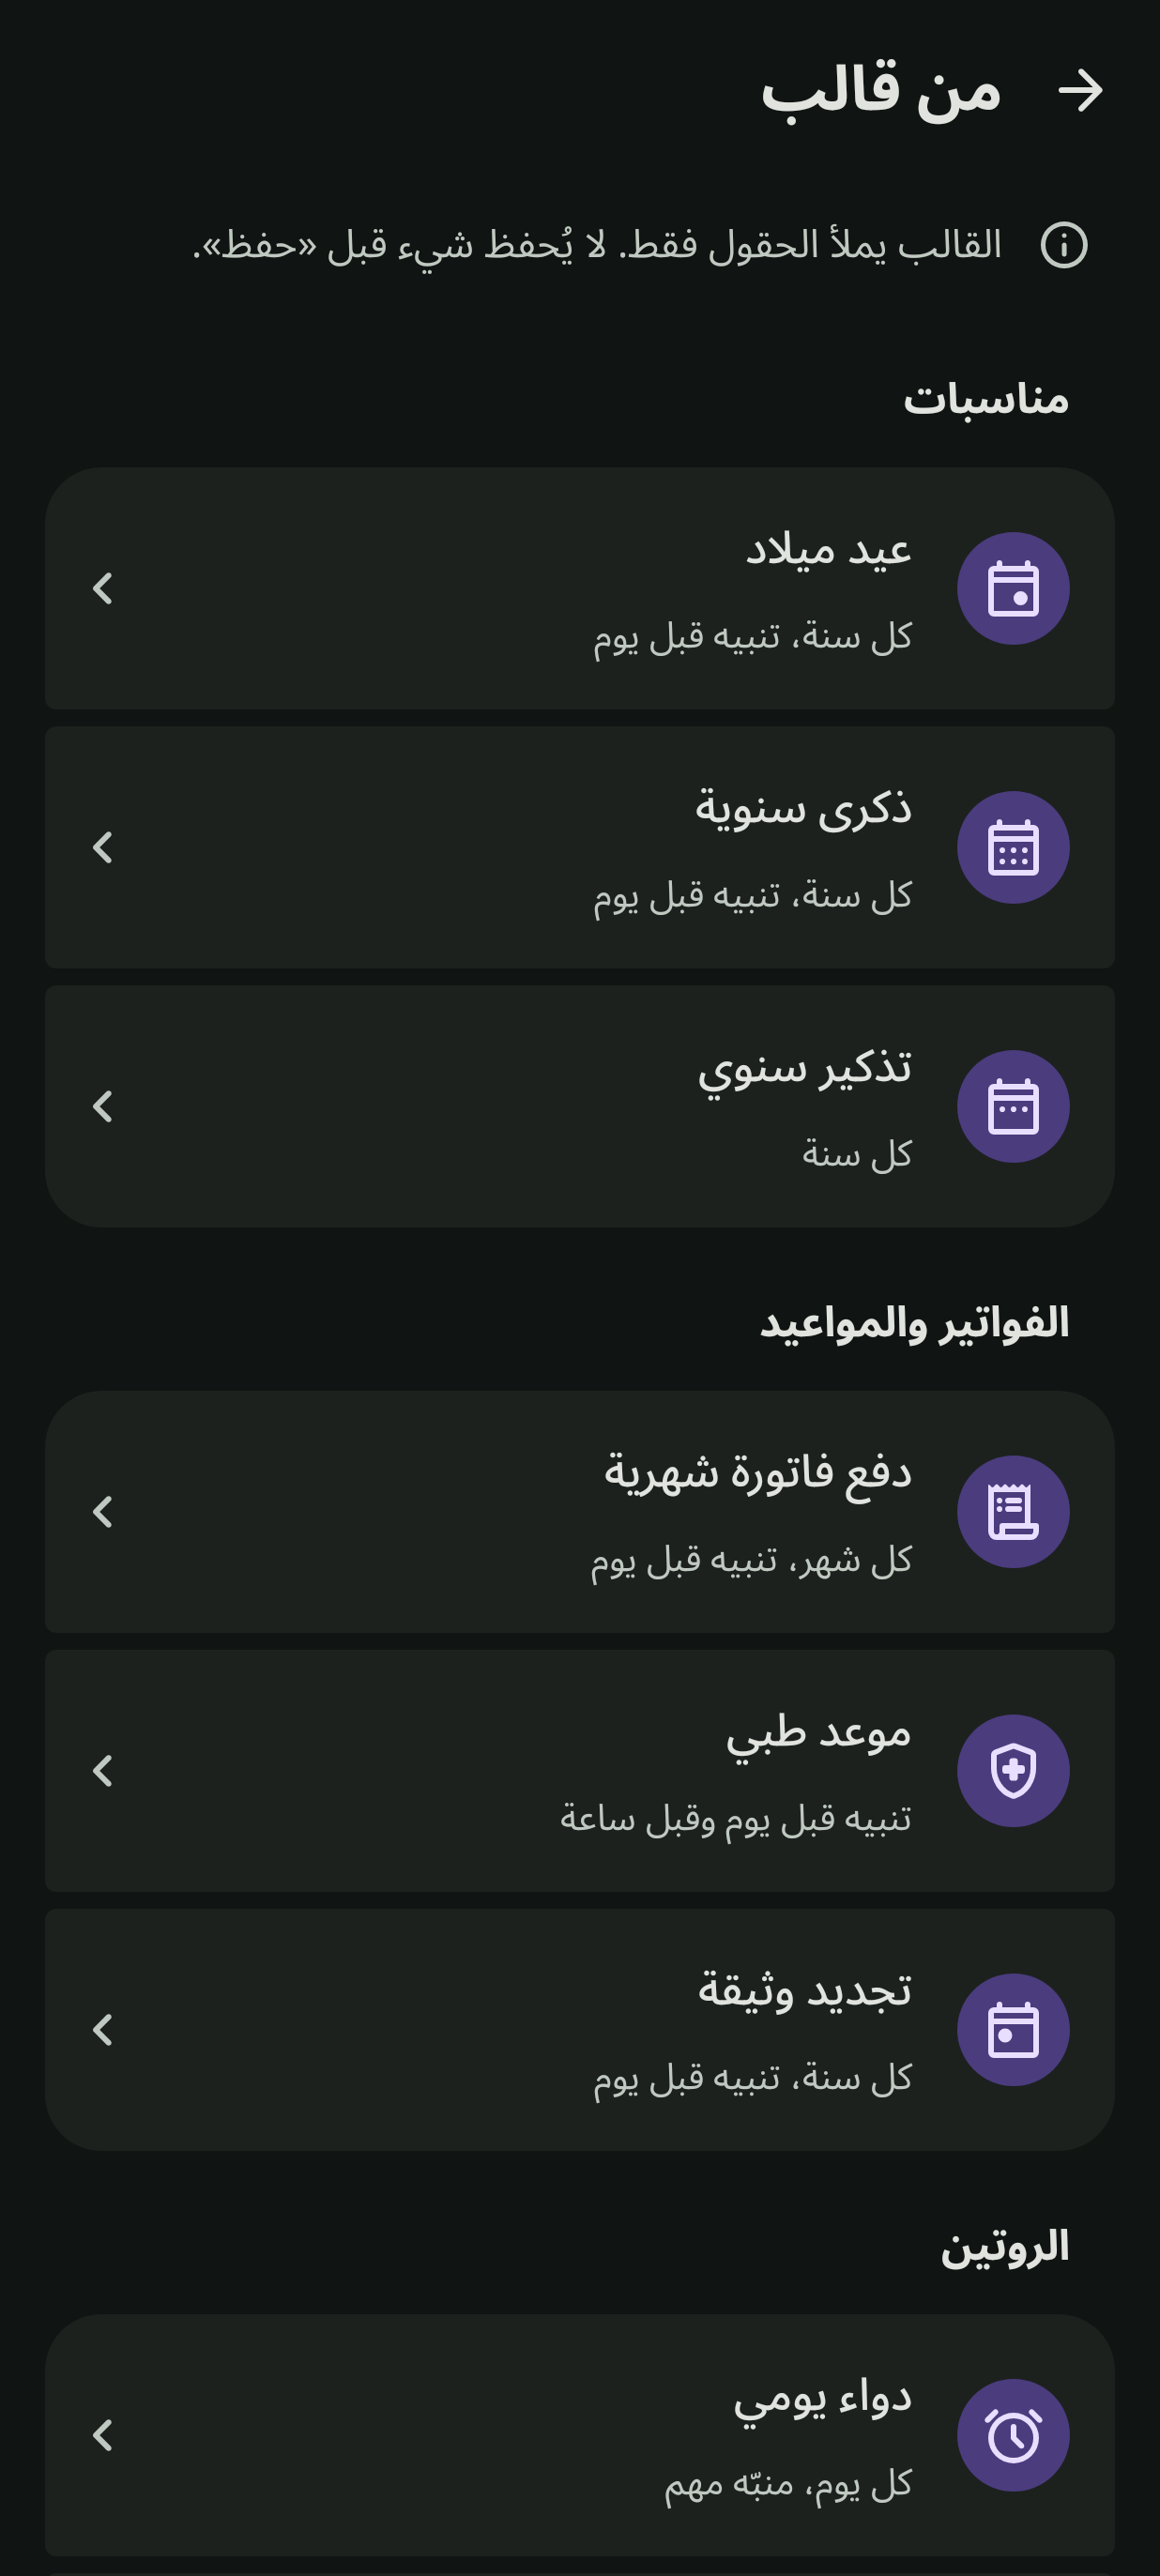 من قالب
القالب يملأ الحقول فقط. لا يُحفظ شيء قبل «حفظ».
مناسبات
عيد ميلاد
كل سنة، تنبيه قبل يوم
ذكرى سنوية
كل سنة، تنبيه قبل يوم
تذكير سنوي
كل سنة
الفواتير والمواعيد
دفع فاتورة شهرية
كل شهر، تنبيه قبل يوم
موعد طبي
تنبيه قبل يوم وقبل ساعة
تجديد وثيقة
كل سنة، تنبيه قبل يوم
الروتين
دواء يومي
كل يوم، منبّه مهم